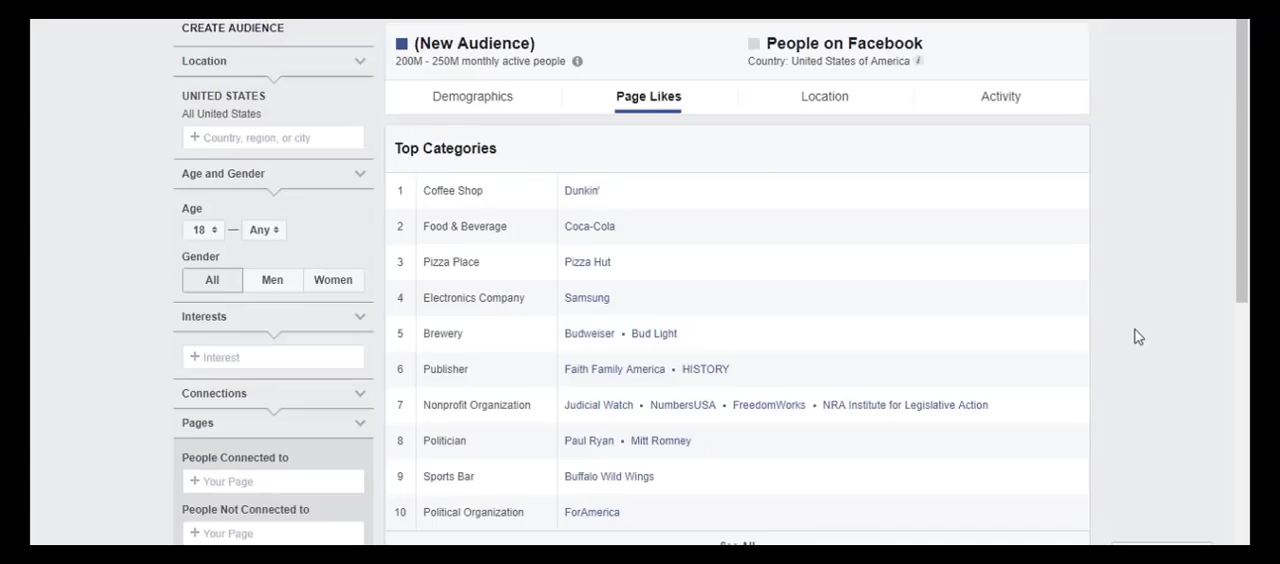 CREATE AUDIENCE
Location
UNITED STATES
All United States
+ Country, region, or city
Age and Gender
Age
18 — Any
Gender
All Men Women
Interests
+ Interest
Connections
Pages
People Connected to
+ Your Page
People Not Connected to
+ Your Page
(New Audience)
200M - 250M monthly active people
People on Facebook
Country: United States of America
Demographics Page Likes Location Activity
Top Categories
1 Coffee Shop Dunkin'
2 Food & Beverage Coca-Cola
3 Pizza Place Pizza Hut
4 Electronics Company Samsung
5 Brewery Budweiser • Bud Light
6 Publisher Faith Family America • HISTORY
7 Nonprofit Organization Judicial Watch • NumbersUSA • FreedomWorks • NRA Institute for Legislative Action
8 Politician Paul Ryan • Mitt Romney
9 Sports Bar Buffalo Wild Wings
10 Political Organization ForAmerica
See All